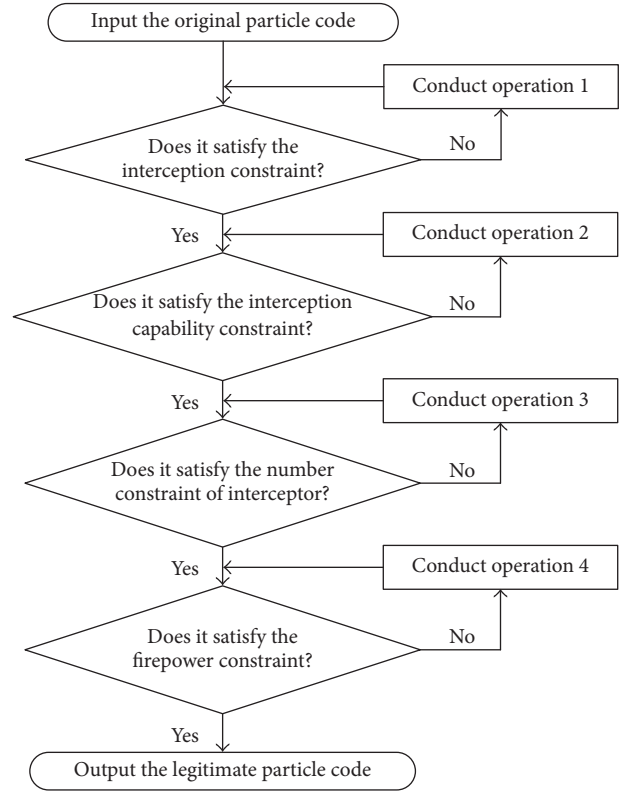 Input the original particle code
Conduct operation 1
Does it satisfy the
interception constraint?
No
Yes
Conduct operation 2
Does it satisfy the interception
capability constraint?
No
Yes
Conduct operation 3
Does it satisfy the number
constraint of interceptor?
No
Yes
Conduct operation 4
Does it satisfy the
firepower constraint?
No
Yes
Output the legitimate particle code